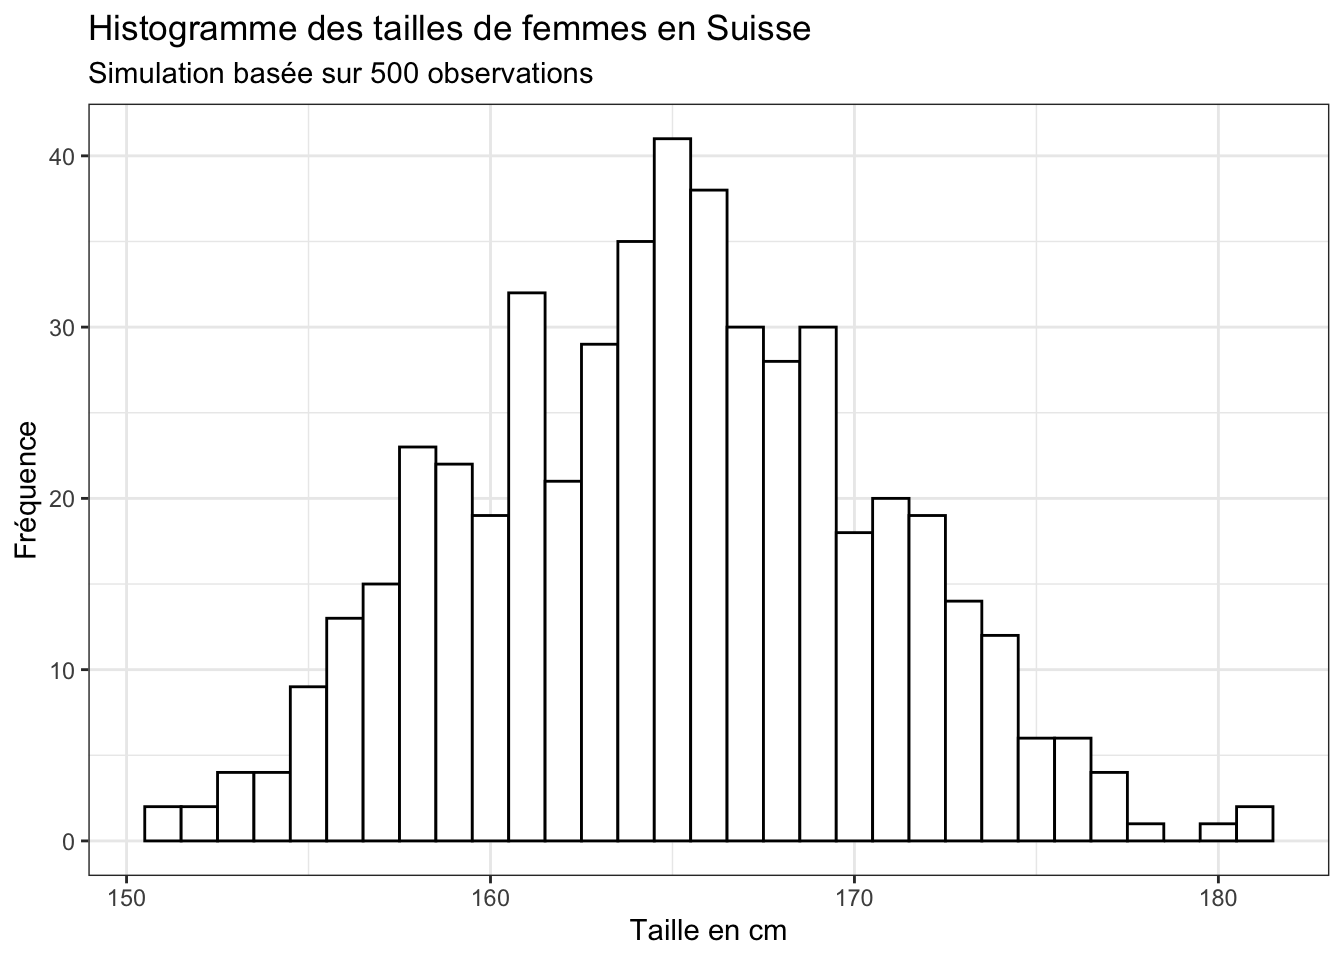 Histogramme des tailles de femmes en Suisse
Simulation basée sur 500 observations
40
30
20
10
0
Fréquence
150 160 170 180
Taille en cm